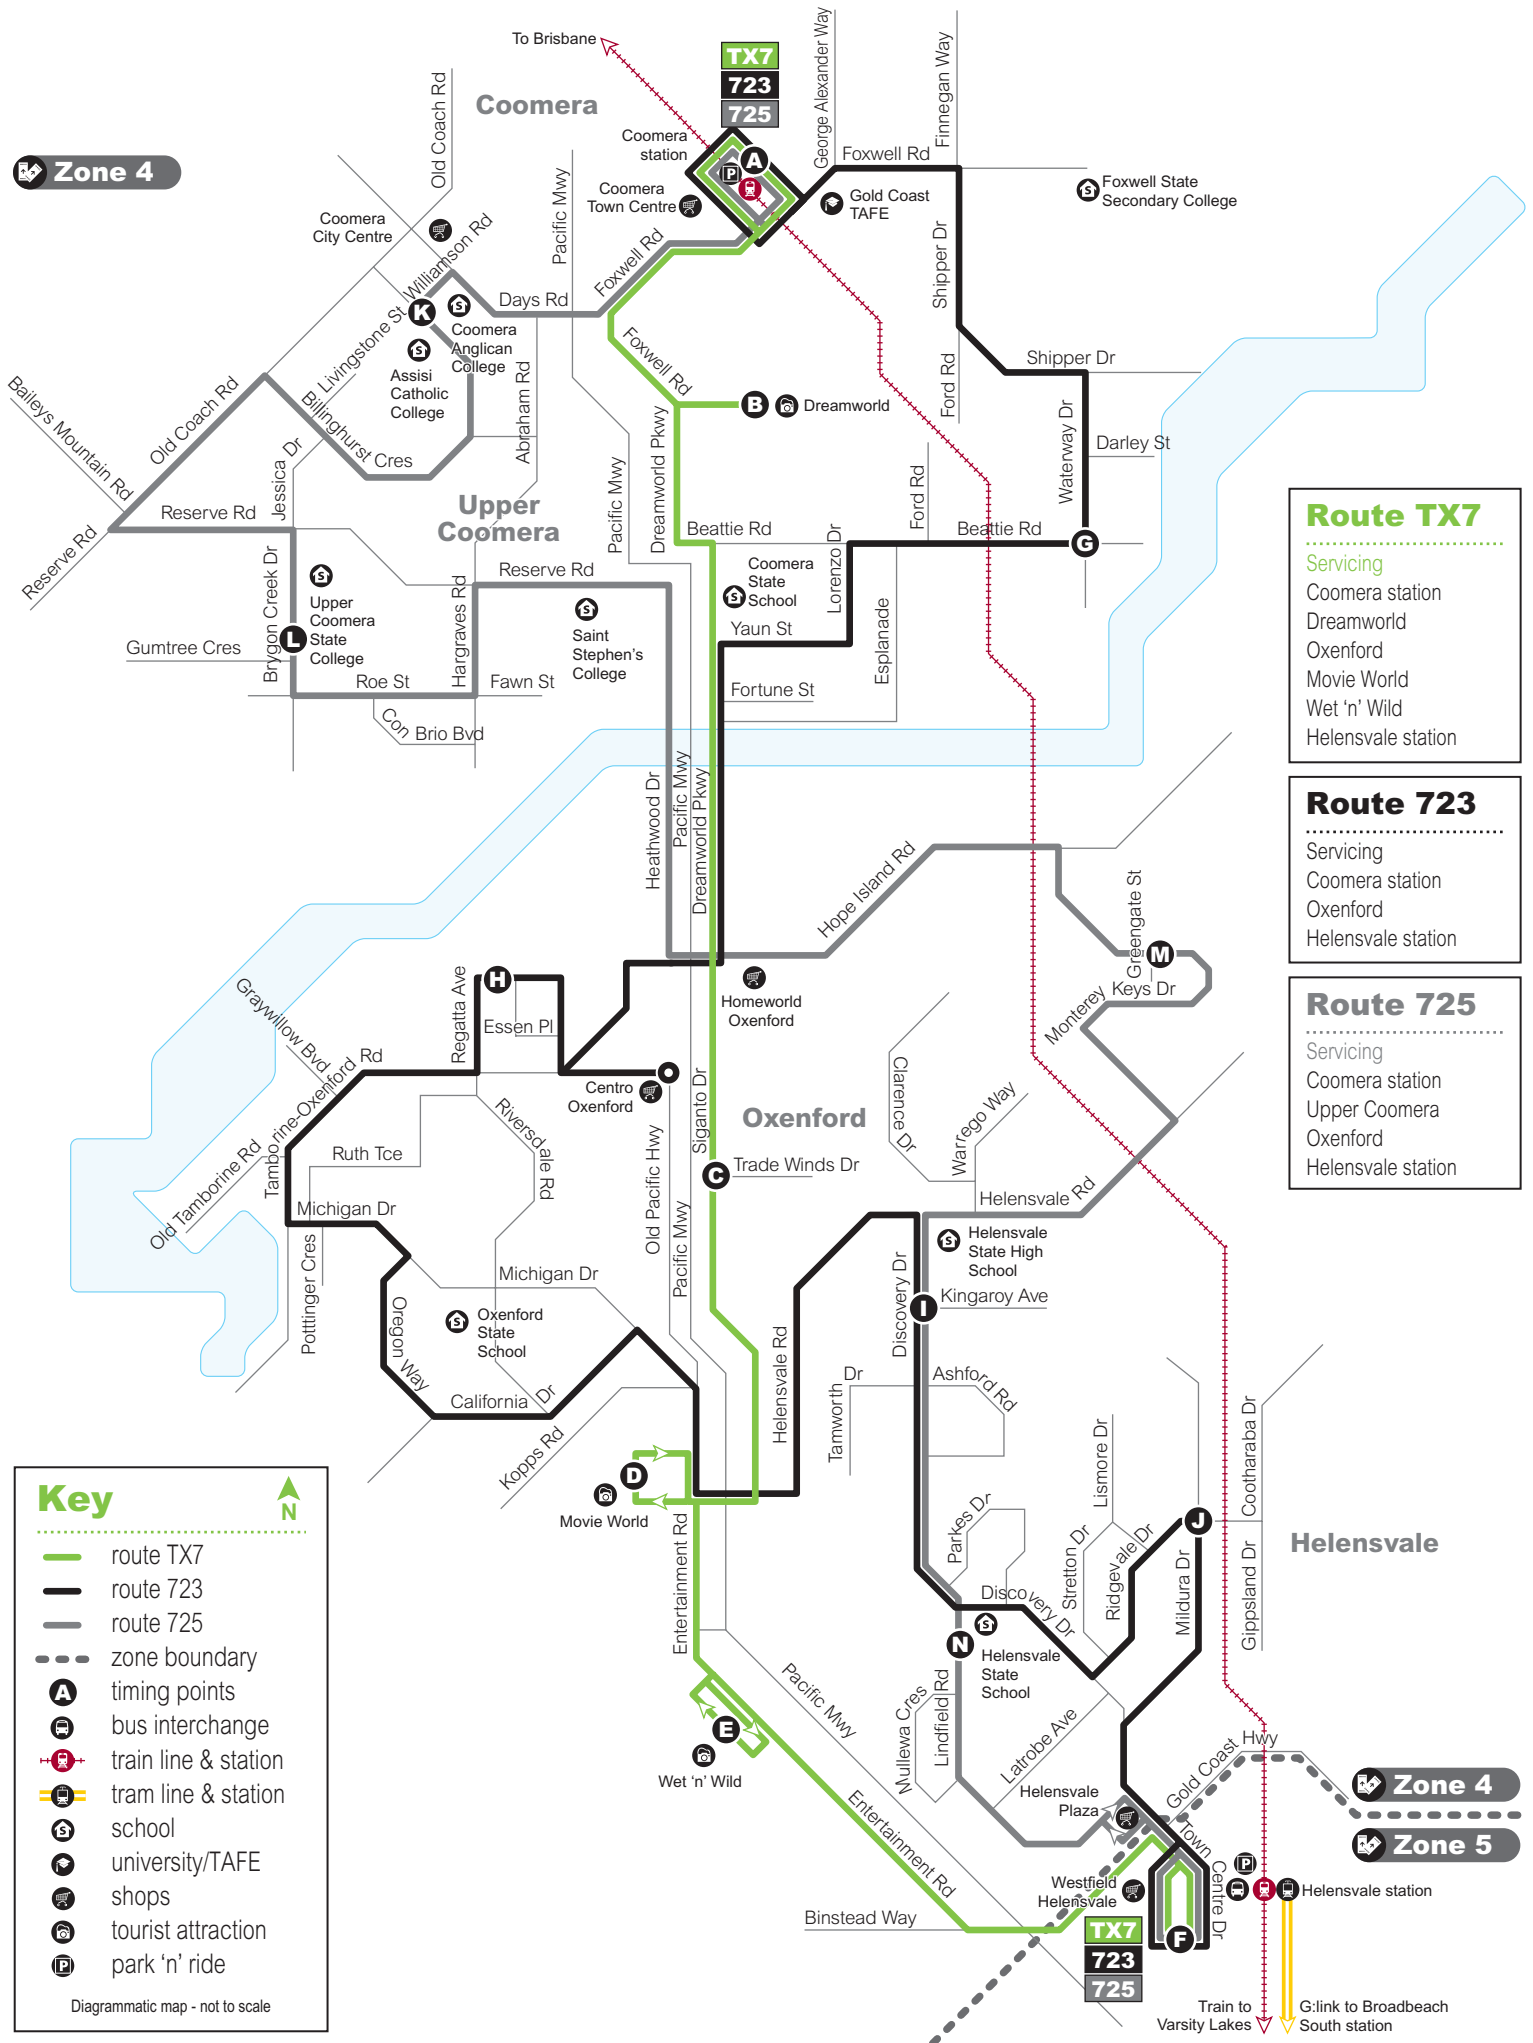 To Brisbane
TX7
723
725
George Alexander Way
Finnegan Way
Old Coach Rd
Coomera
Zone 4
Coomera
station
A
P
Foxwell Rd
Pacific Mwy
Coomera
Town Centre
Gold Coast
TAFE
Foxwell State
Secondary College
Coomera
City Centre
Williamson Rd
Foxwell Rd
Shipper Dr
Days Rd
K
Livingstone St
Coomera
Anglican
College
Assisi
Catholic
College
Foxwell Rd
Shipper Dr
Ford Rd
Abraham Rd
Baileys Mountain Rd
Old Coach Rd
Billinghurst Cres
Jessica Dr
B
Dreamworld
Dreamworld Pkwy
Pacific Mwy
Waterway Dr
Darley St
Ford Rd
Upper
Coomera
Reserve Rd
Reserve Rd
Beattie Rd
Lorenzo Dr
Beattie Rd
G
Brygon Creek Dr
Upper
Coomera
State
College
L
Gumtree Cres
Hargraves Rd
Reserve Rd
Saint
Stephen's
College
Coomera
State
School
Yaun St
Esplanade
Roe St
Fawn St
Fortune St
Con Brio Bvd
Heathwood Dr
Pacific Mwy
Dreamworld Pkwy
Hope Island Rd
Greengate St
M
Regatta Ave
H
Essen Pl
Homeworld
Oxenford
Keys Dr
Monterey
Graywillow Bvd
Tamborine-Oxenford Rd
Centro
Oxenford
Siganto Dr
Oxenford
Clarence Dr
Warrego Way
Riversdale Rd
Ruth Tce
Old Tamborine Rd
Old Pacific Hwy
C
Trade Winds Dr
Helensvale Rd
Michigan Dr
Pacific Mwy
Helensvale
State High
School
Discovery Dr
Michigan Dr
Potttinger Cres
I
Kingaroy Ave
Oregon Way
Oxenford
State
School
Helensvale Rd
Tamworth Dr
Ashford Rd
California Dr
Kopps Rd
Lismore Dr
Cootharaba Dr
D
Movie World
Parkes Dr
J
Helensvale
Entertainment Rd
Stretton Dr
Ridgevale Dr
Discovery Dr
Mildura Dr
Gippsland Dr
N
Helensvale
State
School
Pacific Mwy
Mullewa Cres
Lindfield Rd
Latrobe Ave
E
Wet ‘n’ Wild
Helensvale
Plaza
Gold Coast Hwy
Zone 4
Zone 5
Entertainment Rd
Town Centre Dr
Westfield
Helensvale
P
Helensvale station
Binstead Way
F
TX7
723
725
Train to
Varsity Lakes
G:link to Broadbeach
South station
Route TX7
Servicing
Coomera station
Dreamworld
Oxenford
Movie World
Wet ‘n’ Wild
Helensvale station
Route 723
Servicing
Coomera station
Oxenford
Helensvale station
Route 725
Servicing
Coomera station
Upper Coomera
Oxenford
Helensvale station
Key
N
route TX7
route 723
route 725
zone boundary
A timing points
bus interchange
train line & station
tram line & station
S school
university/TAFE
shops
tourist attraction
P park ‘n’ ride
Diagrammatic map - not to scale